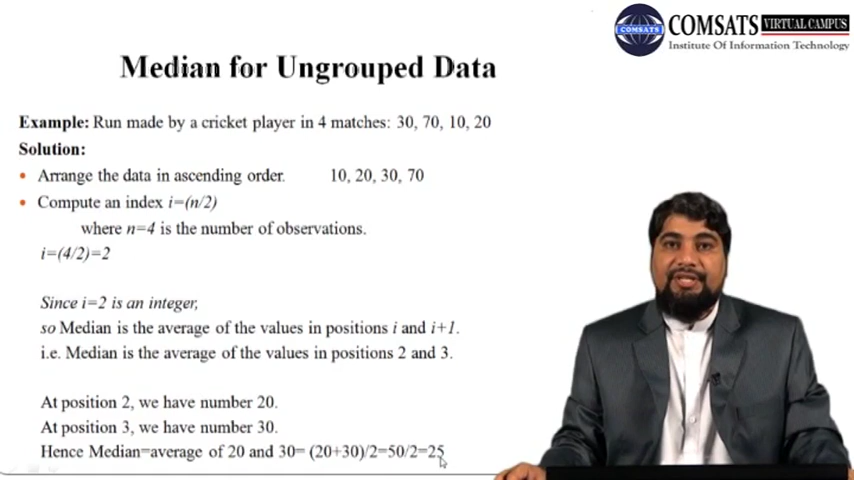 COMSATS
COMSATS VIRTUAL CAMPUS
Institute Of Information Technology
Median for Ungrouped Data
Example: Run made by a cricket player in 4 matches: 30, 70, 10, 20
Solution:
• Arrange the data in ascending order. 10, 20, 30, 70
• Compute an index i=(n/2)
where n=4 is the number of observations.
i=(4/2)=2
Since i=2 is an integer,
so Median is the average of the values in positions i and i+1.
i.e. Median is the average of the values in positions 2 and 3.
At position 2, we have number 20.
At position 3, we have number 30.
Hence Median=average of 20 and 30= (20+30)/2=50/2=25